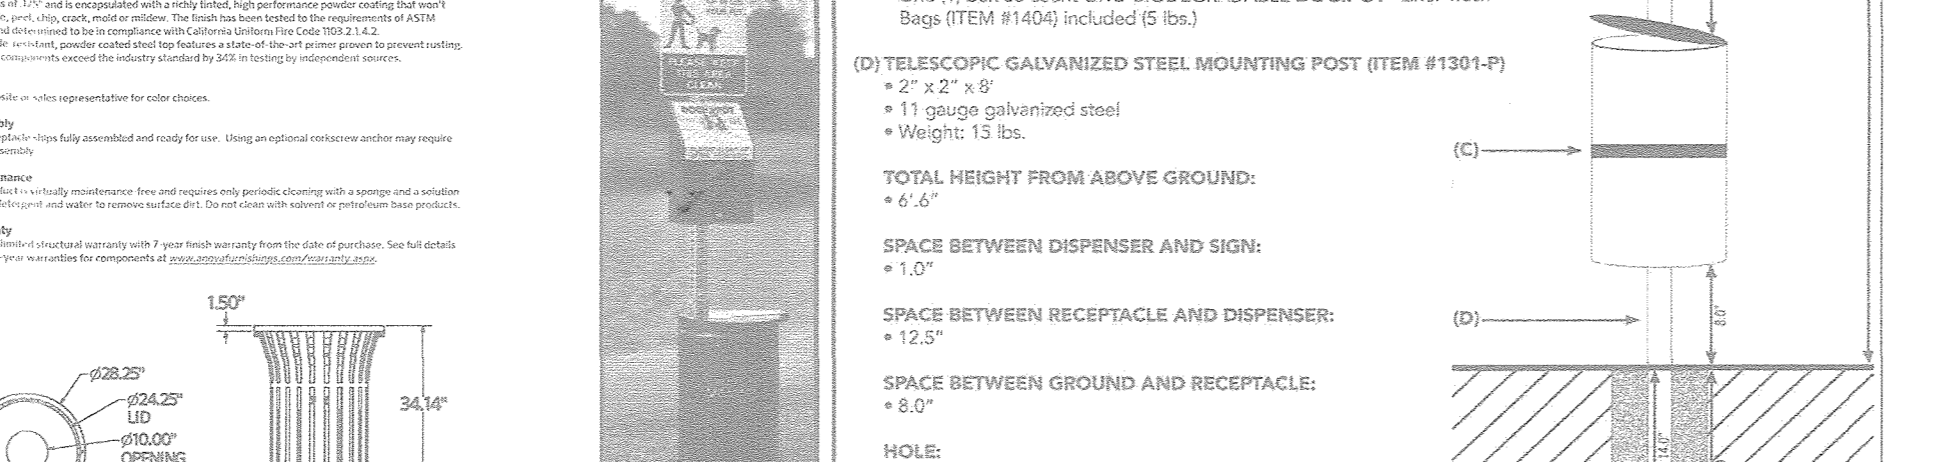 s of .125" and is encapsulated with a richly tinted, high performance powder coating that won't
e, peel, chip, crack, mold or mildew. The finish has been tested to the requirements of ASTM
nd determined to be in compliance with California Uniform Fire Code 1103.2.1.4.2.
le resistant, powder coated steel top features a state-of-the-art primer proven to prevent rusting.
components exceed the industry standard by 34% in testing by independent sources.
site or sales representative for color choices.
bly
eptacle ships fully assembled and ready for use. Using an optional corkscrew anchor may require
sembly
nance
duct is virtually maintenance-free and requires only periodic cleaning with a sponge and a solution
detergent and water to remove surface dirt. Do not clean with solvent or petroleum base products.
ty
limited structural warranty with 7-year finish warranty from the date of purchase. See full details
-year warranties for components at www.anovafurnishings.com/warranty.aspx.
1.50"
Ø28.25"
Ø24.25"
LID
Ø10.00"
OPENING
34.14"
PLEASE KEEP
THIS AREA
CLEAN
Bags (ITEM #1404) included (5 lbs.)
(D) TELESCOPIC GALVANIZED STEEL MOUNTING POST (ITEM #1301-P)
• 2" x 2" x 8'
• 11 gauge galvanized steel
• Weight: 13 lbs.
TOTAL HEIGHT FROM ABOVE GROUND:
• 6'.6"
SPACE BETWEEN DISPENSER AND SIGN:
• 1.0"
SPACE BETWEEN RECEPTACLE AND DISPENSER:
• 12.5"
SPACE BETWEEN GROUND AND RECEPTACLE:
• 8.0"
HOLE:
(C)
(D)
8.0"
14.0"